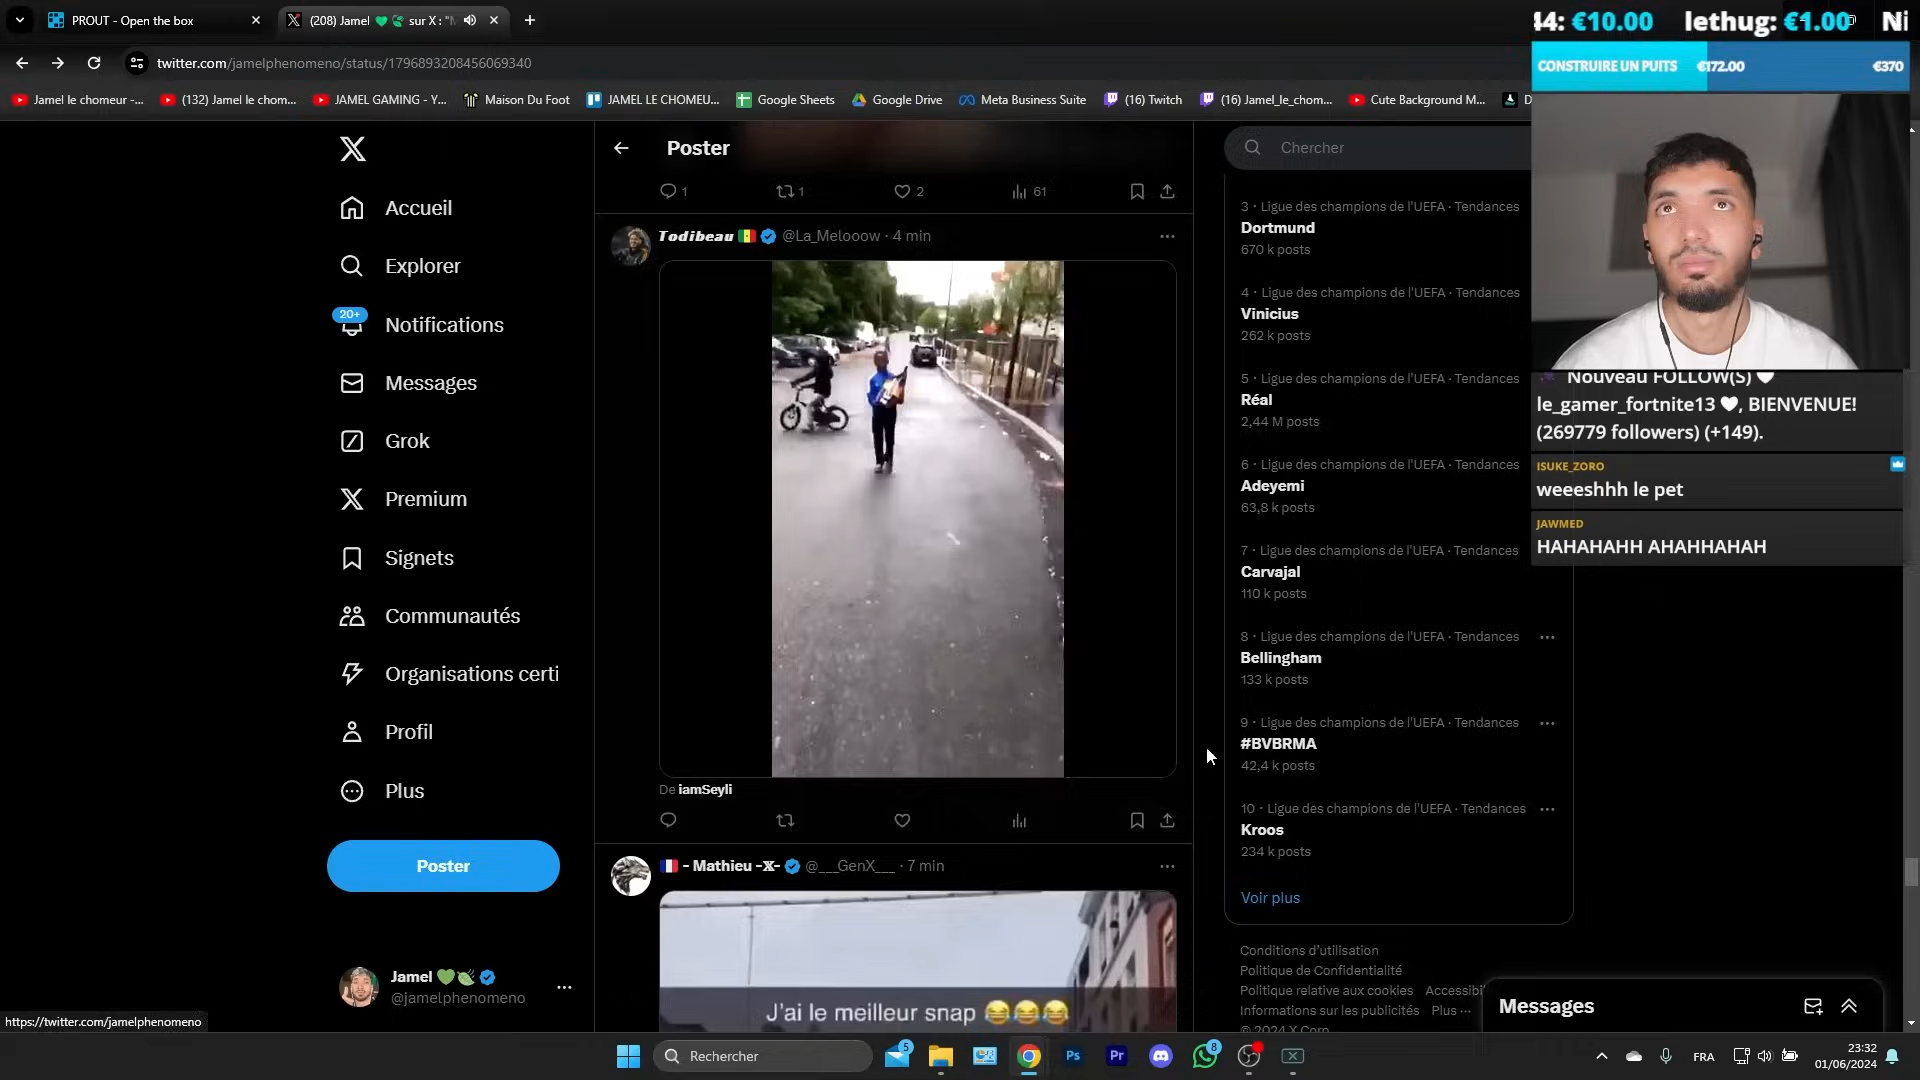 PROUT - Open the box
(208) Jamel 💚🍃 sur X : "N
44: €10.00 lethug: €1.00 Ni
twitter.com/jamelphenomeno/status/1796893208456069340
CONSTRUIRE UN PUITS €172.00 €370
Jamel le chomeur -...
(132) Jamel le chom...
JAMEL GAMING - Y...
Maison Du Foot
JAMEL LE CHOMEU...
Google Sheets
Google Drive
Meta Business Suite
(16) Twitch
(16) Jamel_le_chom...
Cute Background M...
D
X
Accueil
Explorer
20+
Notifications
Messages
Grok
Premium
Signets
Communautés
Organisations certi
Profil
Plus
Poster
Jamel 💚🍃
@jamelphenomeno
https://twitter.com/jamelphenomeno
Poster
1 1 2 61
Todibeau 🇸🇳 @La_Melooow · 4 min
De iamSeyli
🇫🇷 - Mathieu -X- @___GenX___ · 7 min
J'ai le meilleur snap 😂😂😂
Chercher
3 · Ligue des champions de l'UEFA · Tendances
Dortmund
670 k posts
4 · Ligue des champions de l'UEFA · Tendances
Vinicius
262 k posts
5 · Ligue des champions de l'UEFA · Tendances
Réal
2,44 M posts
6 · Ligue des champions de l'UEFA · Tendances
Adeyemi
63,8 k posts
7 · Ligue des champions de l'UEFA · Tendances
Carvajal
110 k posts
8 · Ligue des champions de l'UEFA · Tendances
Bellingham
133 k posts
9 · Ligue des champions de l'UEFA · Tendances
#BVBRMA
42,4 k posts
10 · Ligue des champions de l'UEFA · Tendances
Kroos
234 k posts
Voir plus
Conditions d'utilisation
Politique de Confidentialité
Politique relative aux cookies Accessibi
Informations sur les publicités Plus ···
© 2024 X Corp.
Nouveau FOLLOW(S) ♥
le_gamer_fortnite13 ♥, BIENVENUE!
(269779 followers) (+149).
ISUKE_ZORO
weeeshhh le pet
JAWMED
HAHAHAHH AHAHHAHAH
Messages
Rechercher
5
Ps
Pr
8
FRA
23:32
01/06/2024